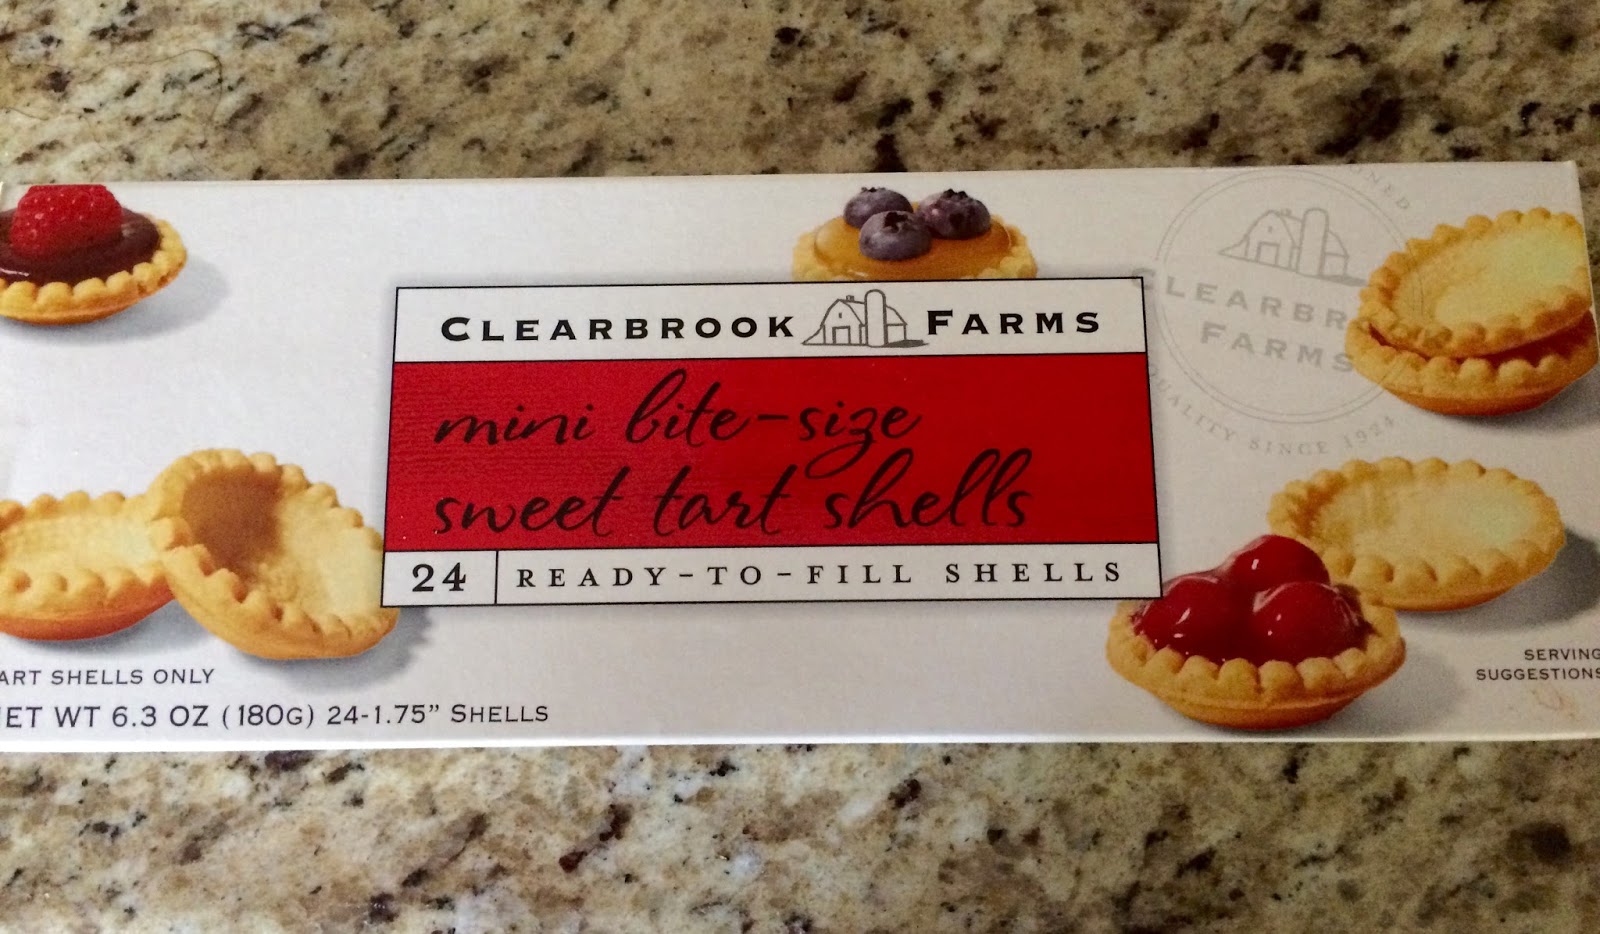 CLEARBROOK FARMS
mini bite-size
sweet tart shells
24 READY-TO-FILL SHELLS
CLEARBR
FARMS
QUALITY SINCE 1924
ART SHELLS ONLY
ET WT 6.3 OZ (180G) 24-1.75” SHELLS
SERVING
SUGGESTIONS